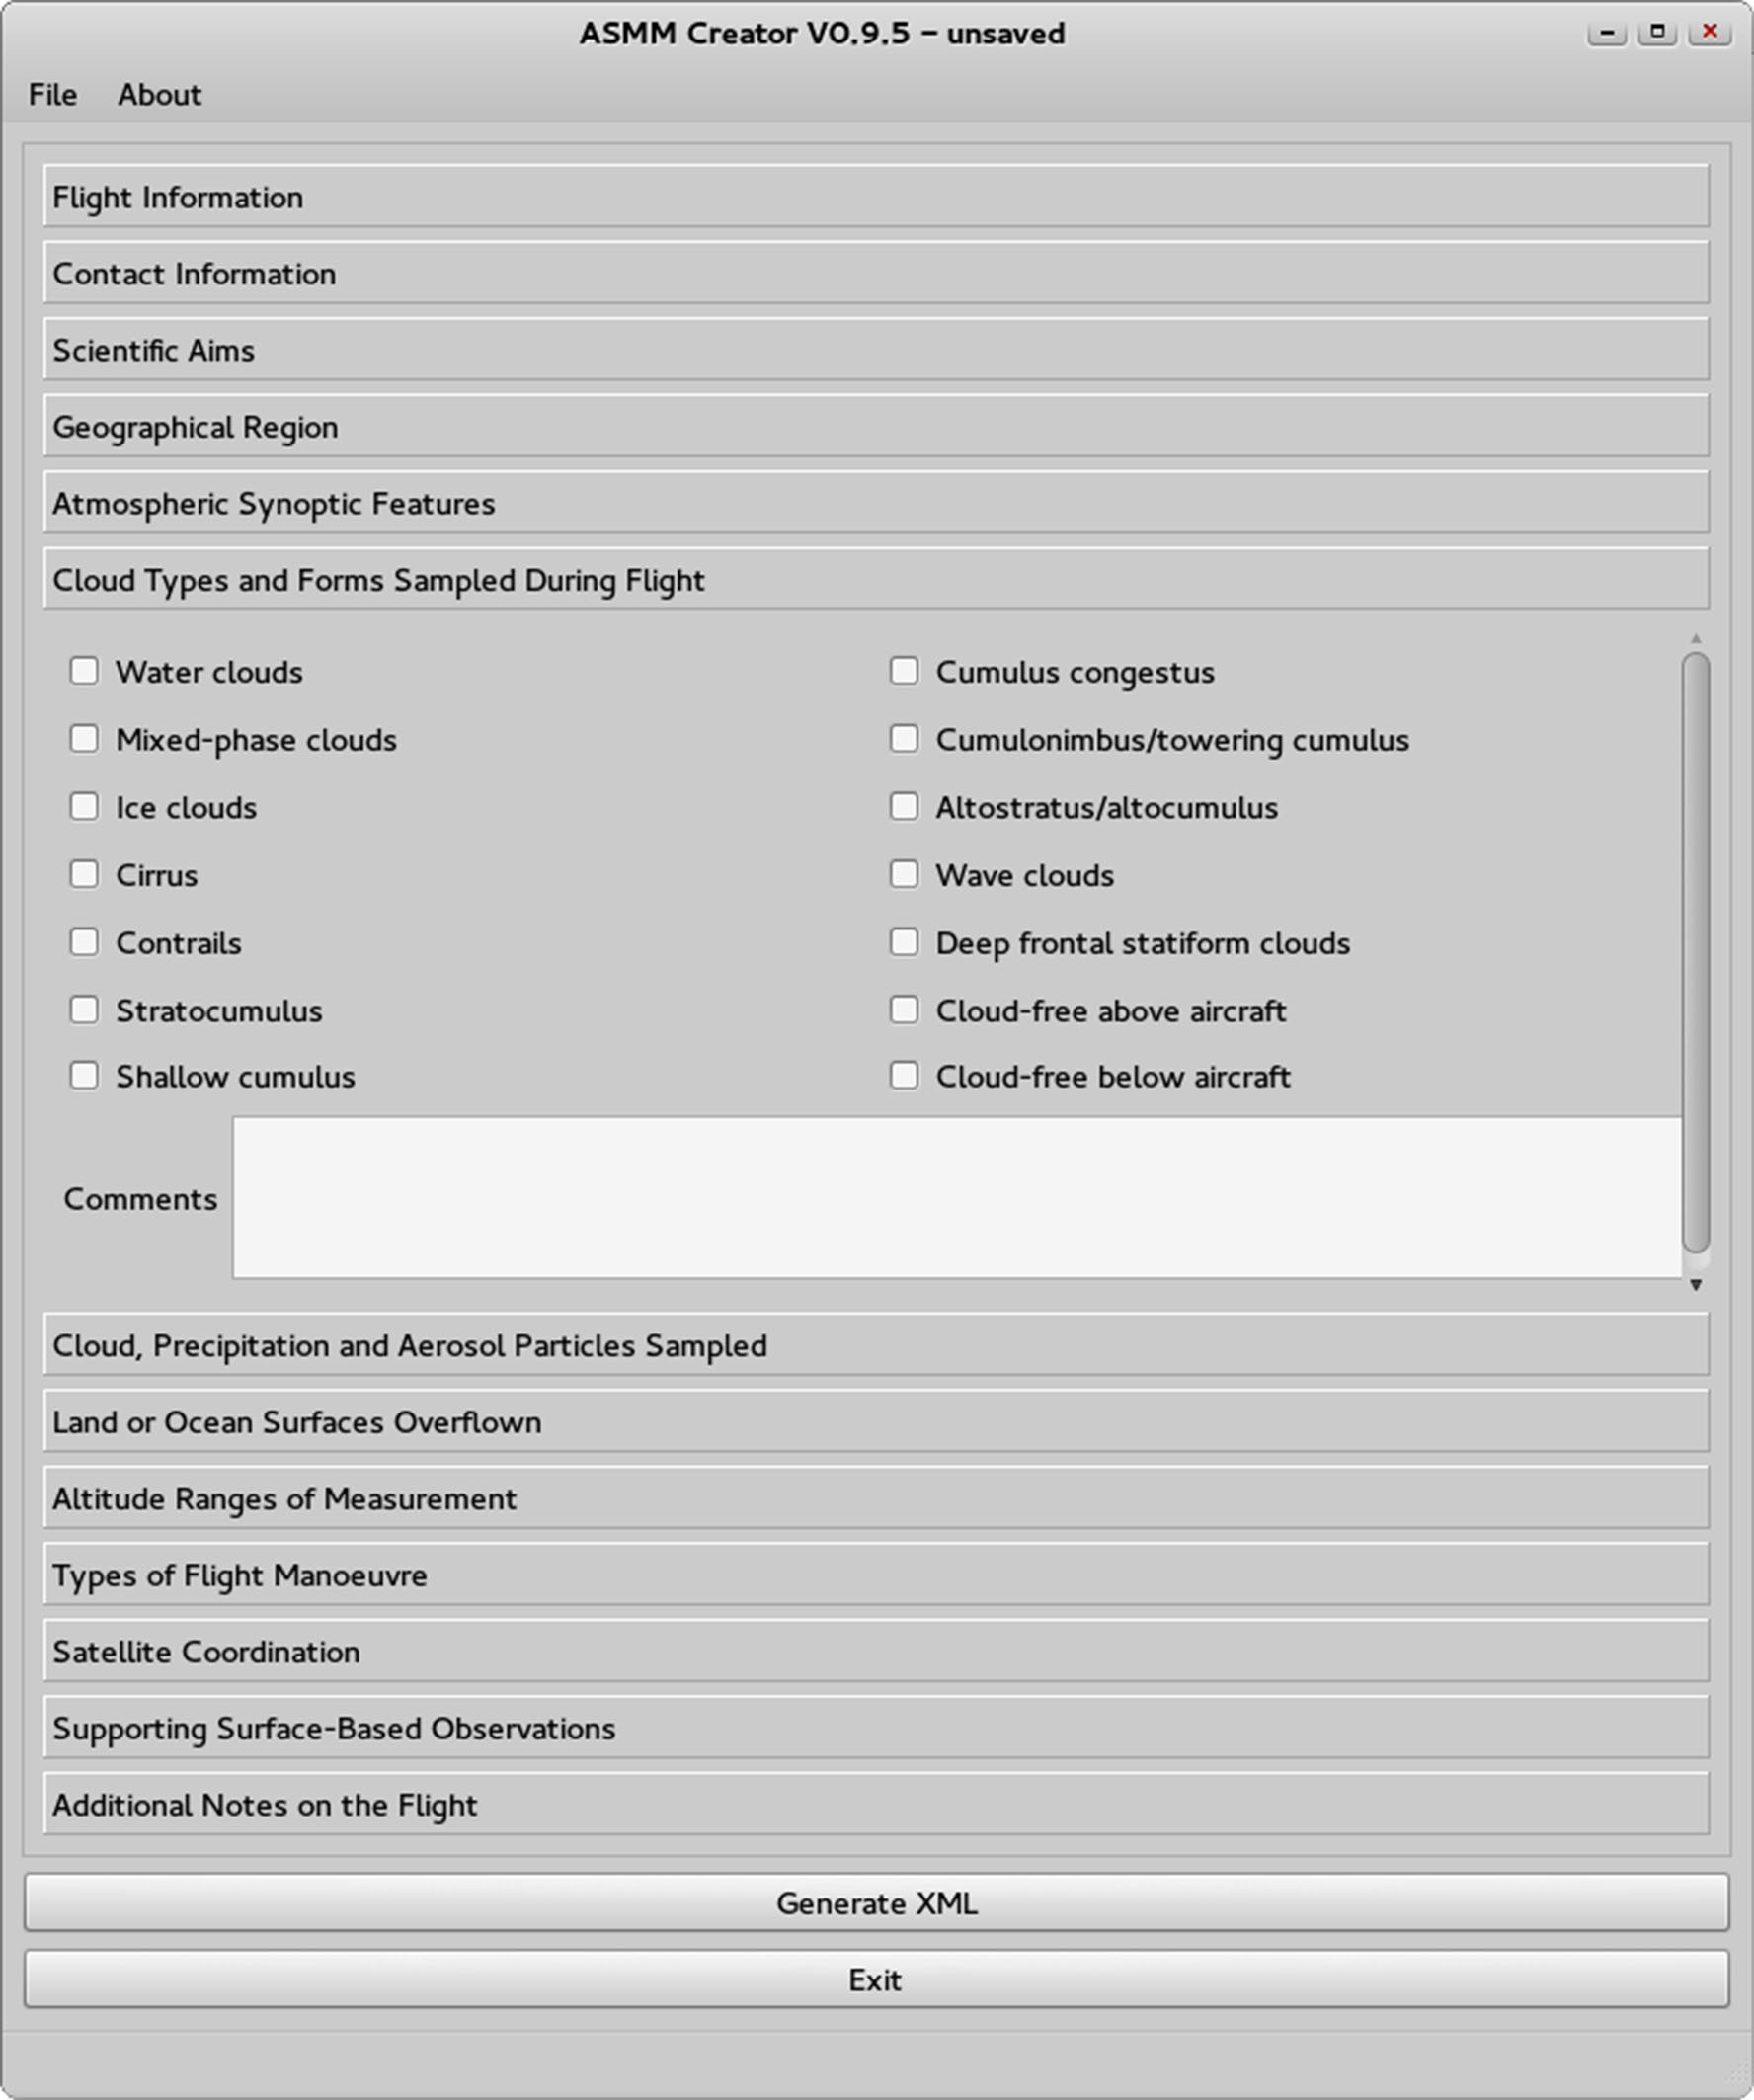 ASMM Creator V0.9.5 - unsaved
File About
Flight Information
Contact Information
Scientific Aims
Geographical Region
Atmospheric Synoptic Features
Cloud Types and Forms Sampled During Flight
Water clouds
Mixed-phase clouds
Ice clouds
Cirrus
Contrails
Stratocumulus
Shallow cumulus
Cumulus congestus
Cumulonimbus/towering cumulus
Altostratus/altocumulus
Wave clouds
Deep frontal statiform clouds
Cloud-free above aircraft
Cloud-free below aircraft
Comments
Cloud, Precipitation and Aerosol Particles Sampled
Land or Ocean Surfaces Overflown
Altitude Ranges of Measurement
Types of Flight Manoeuvre
Satellite Coordination
Supporting Surface-Based Observations
Additional Notes on the Flight
Generate XML
Exit